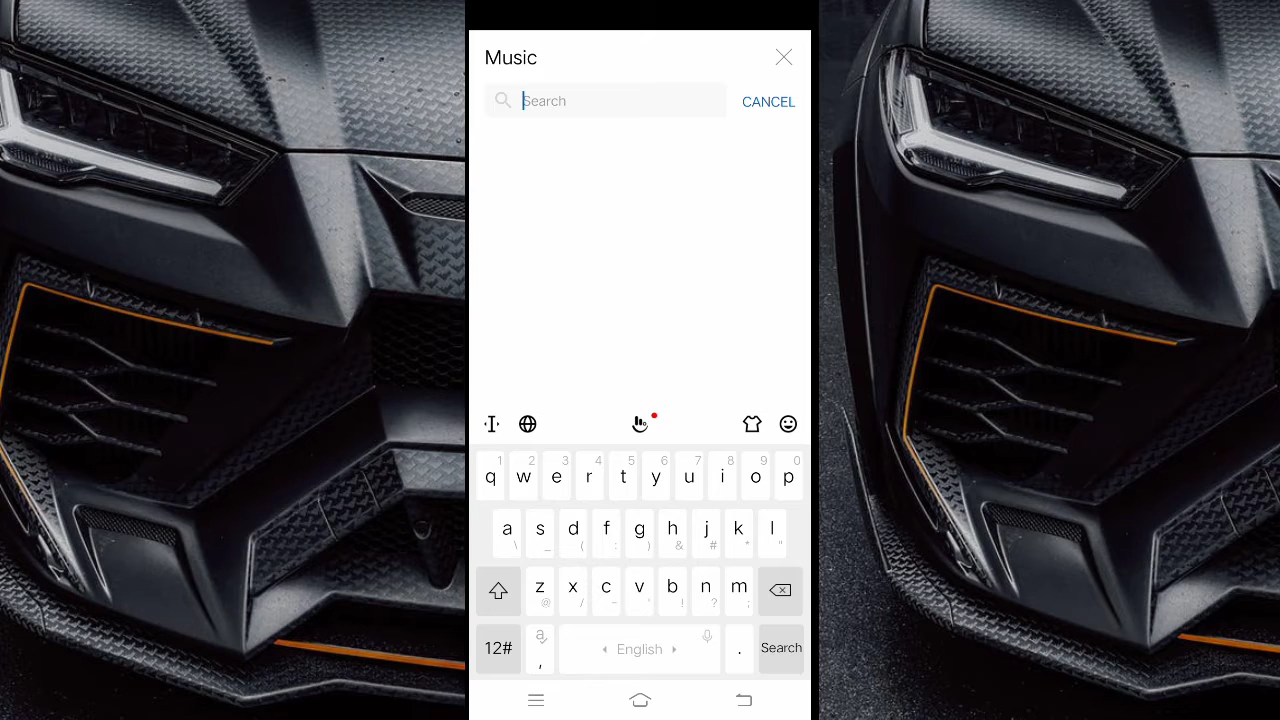 Music
Search
CANCEL
1 2 3 4 5 6 7 8 9 0
q w e r t y u i o p
a s d f g h j k l
\ _ ( : ) & # * "
z x c v b n m
@ / - ' ! ? ;
12# a , English . Search